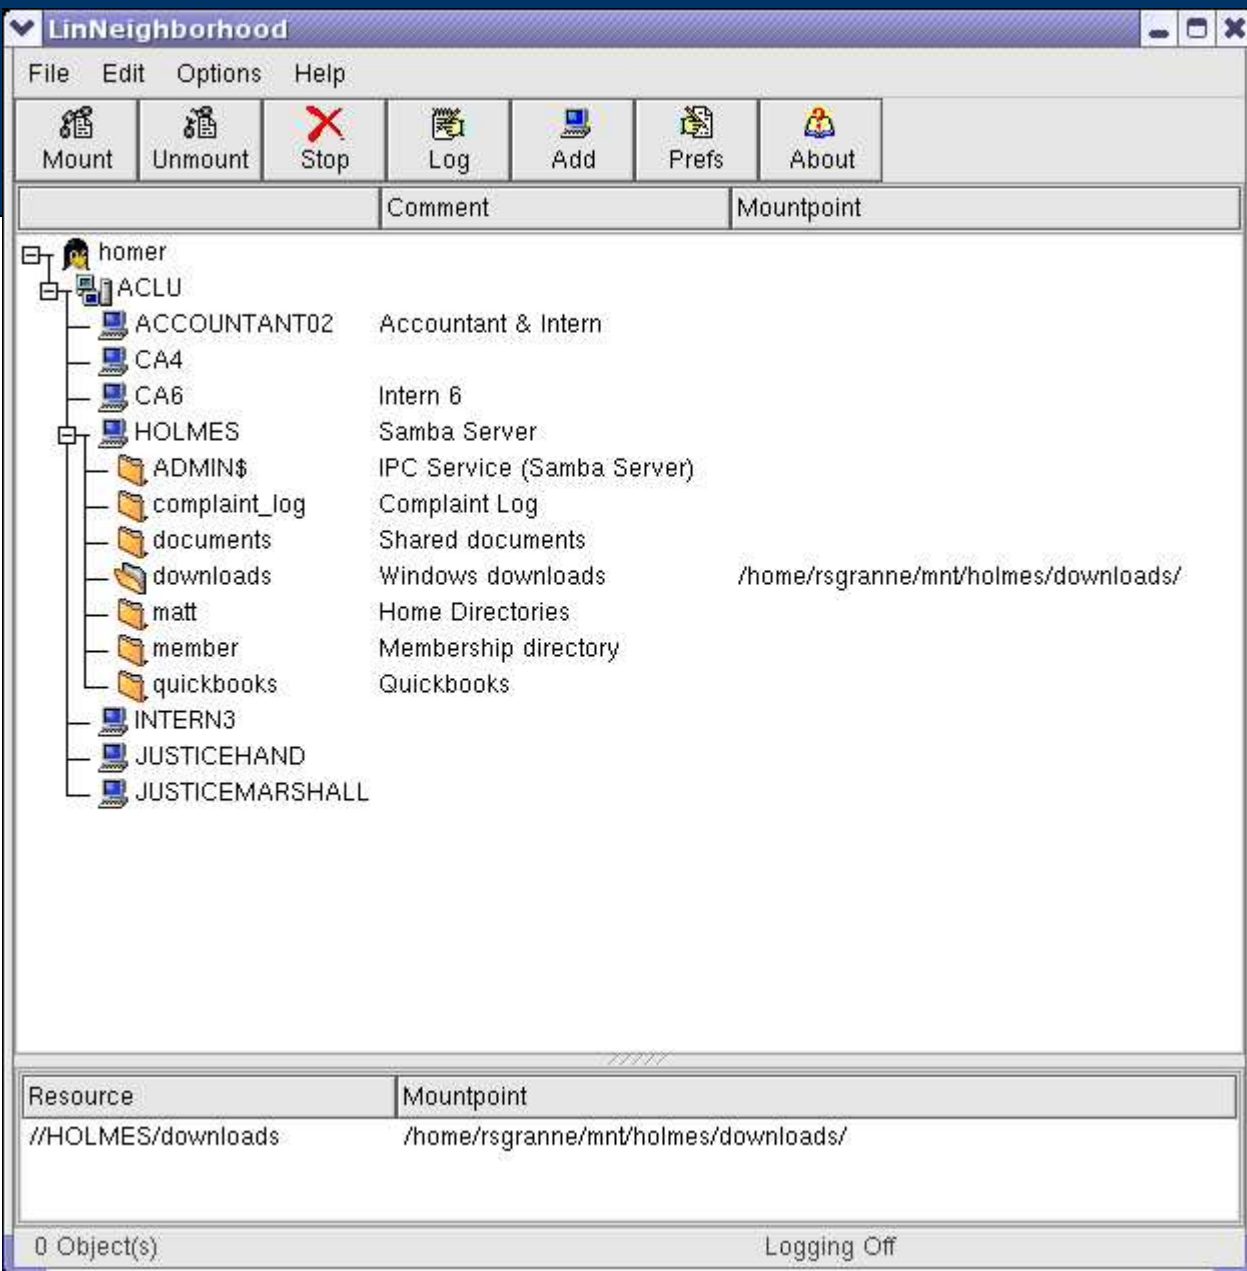 LinNeighborhood
File Edit Options Help
Mount Unmount Stop Log Add Prefs About
Comment Mountpoint
homer
ACLU
ACCOUNTANT02 Accountant & Intern
CA4
CA6 Intern 6
HOLMES Samba Server
ADMIN$ IPC Service (Samba Server)
complaint_log Complaint Log
documents Shared documents
downloads Windows downloads /home/rsgranne/mnt/holmes/downloads/
matt Home Directories
member Membership directory
quickbooks Quickbooks
INTERN3
JUSTICEHAND
JUSTICEMARSHALL
Resource Mountpoint
//HOLMES/downloads /home/rsgranne/mnt/holmes/downloads/
0 Object(s) Logging Off